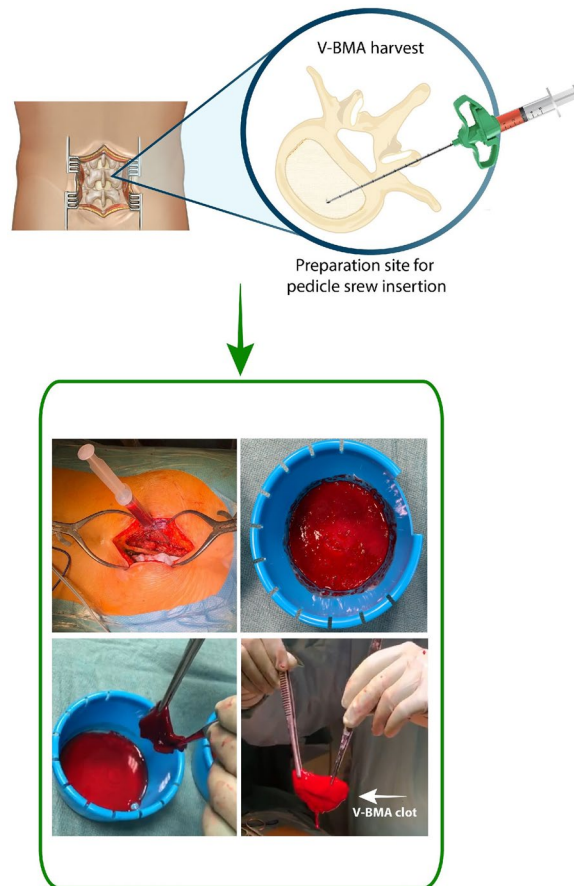 V-BMA harvest
Preparation site for
pedicle srew insertion
V-BMA clot